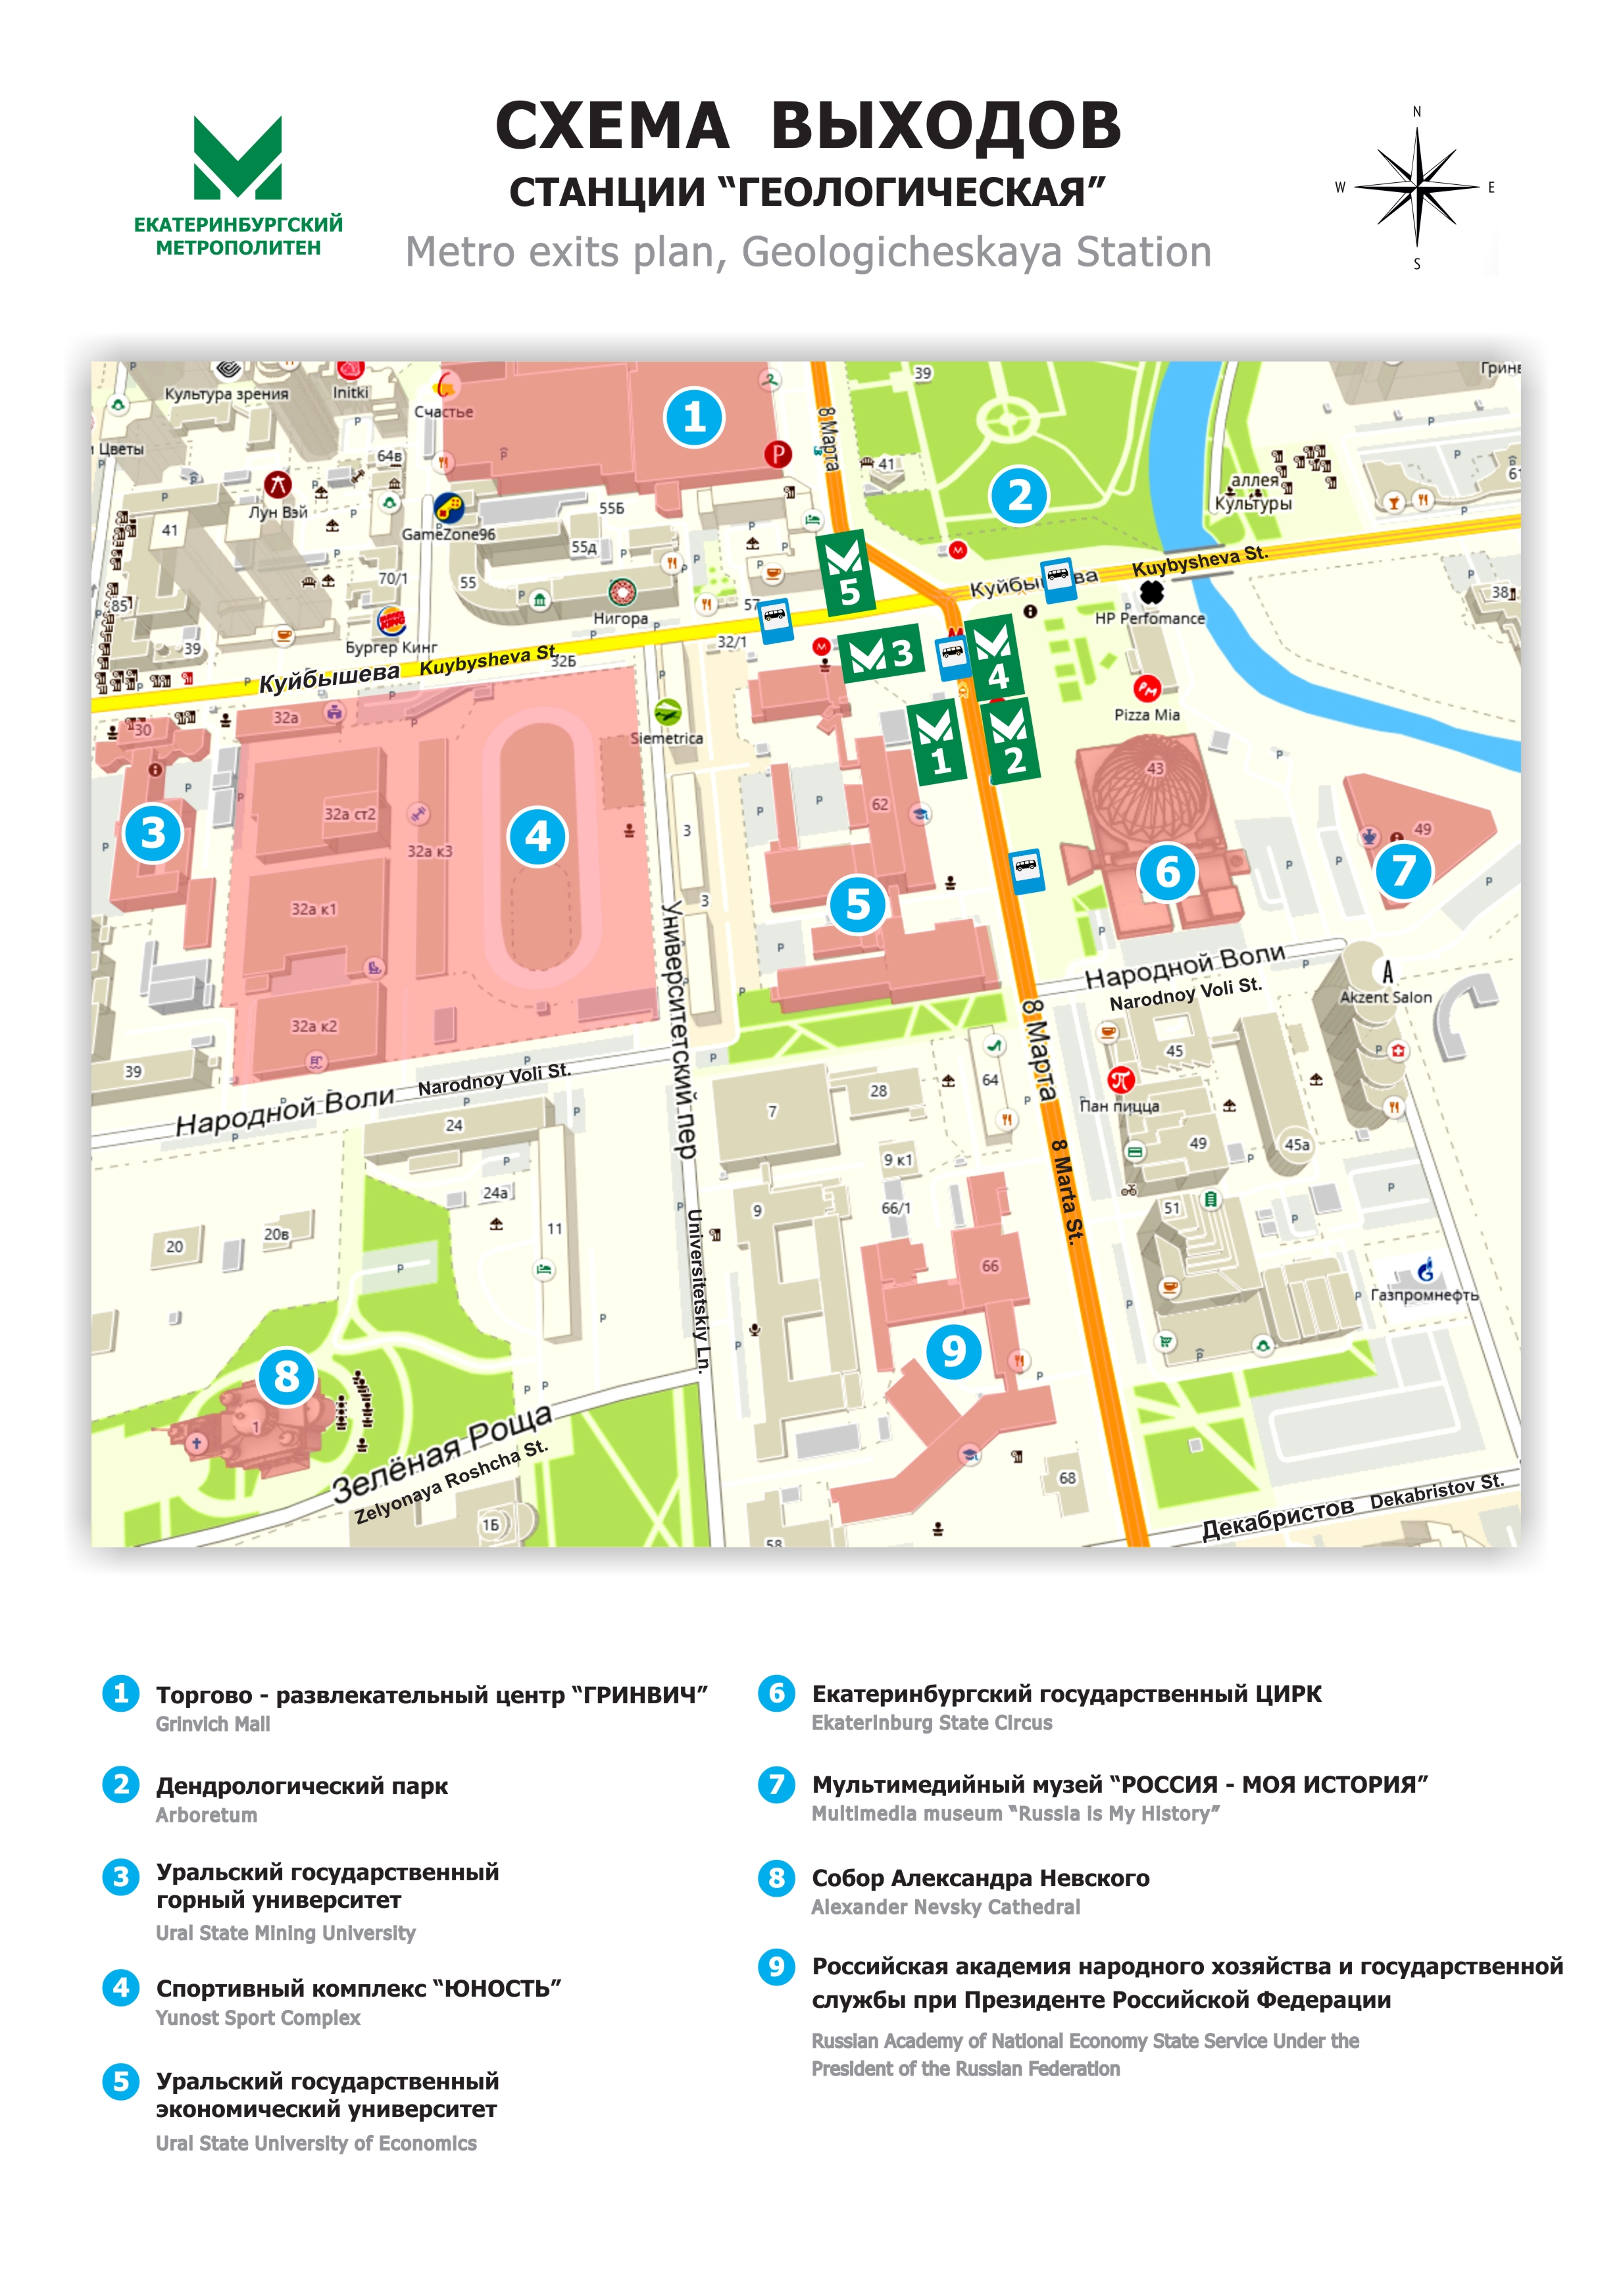 СХЕМА ВЫХОДОВ
СТАНЦИИ “ГЕОЛОГИЧЕСКАЯ”
Metro exits plan, Geologicheskaya Station
ЕКАТЕРИНБУРГСКИЙ
МЕТРОПОЛИТЕН
N
W
E
S
Культура зрения
Initki
Счастье
1
8 Марта
39
Гринв
и Цветы
64в
41
2
аллея
Культуры
61
Лун Вэй
GameZone96
55Б
41
55д
5
Куйбышева
Kuybysheva St.
70/1
55
85
Нигора
57
HP Perfomance
38
Бургер Кинг
39
32/1
3
4
Куйбышева
Kuybysheva St.
32Б
Pizza Mia
32а
30
Siemetrica
1
2
43
32а ст2
62
3
49
3
4
32а к3
6
7
5
3
32а к1
Университетский пер
Народной Воли
Narodnoy Voli St.
Akzent Salon
32а к2
8 Марта
45
39
Народной Воли
Narodnoy Voli St.
64
28
7
Пан пицца
24
49
45а
9 к1
8 Marta St.
24а
66/1
9
51
11
20
20в
Universitetskiy Ln.
66
Газпромнефть
9
8
1
Зелёная Роща
Zelyonaya Roshcha St.
68
1Б
58
Декабристов
Dekabristov St.
1 Торгово - развлекательный центр “ГРИНВИЧ”
Grinvich Mall
2 Дендрологический парк
Arboretum
3 Уральский государственный
горный университет
Ural State Mining University
4 Спортивный комплекс “ЮНОСТЬ”
Yunost Sport Complex
5 Уральский государственный
экономический университет
Ural State University of Economics
6 Екатеринбургский государственный ЦИРК
Ekaterinburg State Circus
7 Мультимедийный музей “РОССИЯ - МОЯ ИСТОРИЯ”
Multimedia museum “Russia is My History”
8 Собор Александра Невского
Alexander Nevsky Cathedral
9 Российская академия народного хозяйства и государственной
службы при Президенте Российской Федерации
Russian Academy of National Economy State Service Under the
President of the Russian Federation